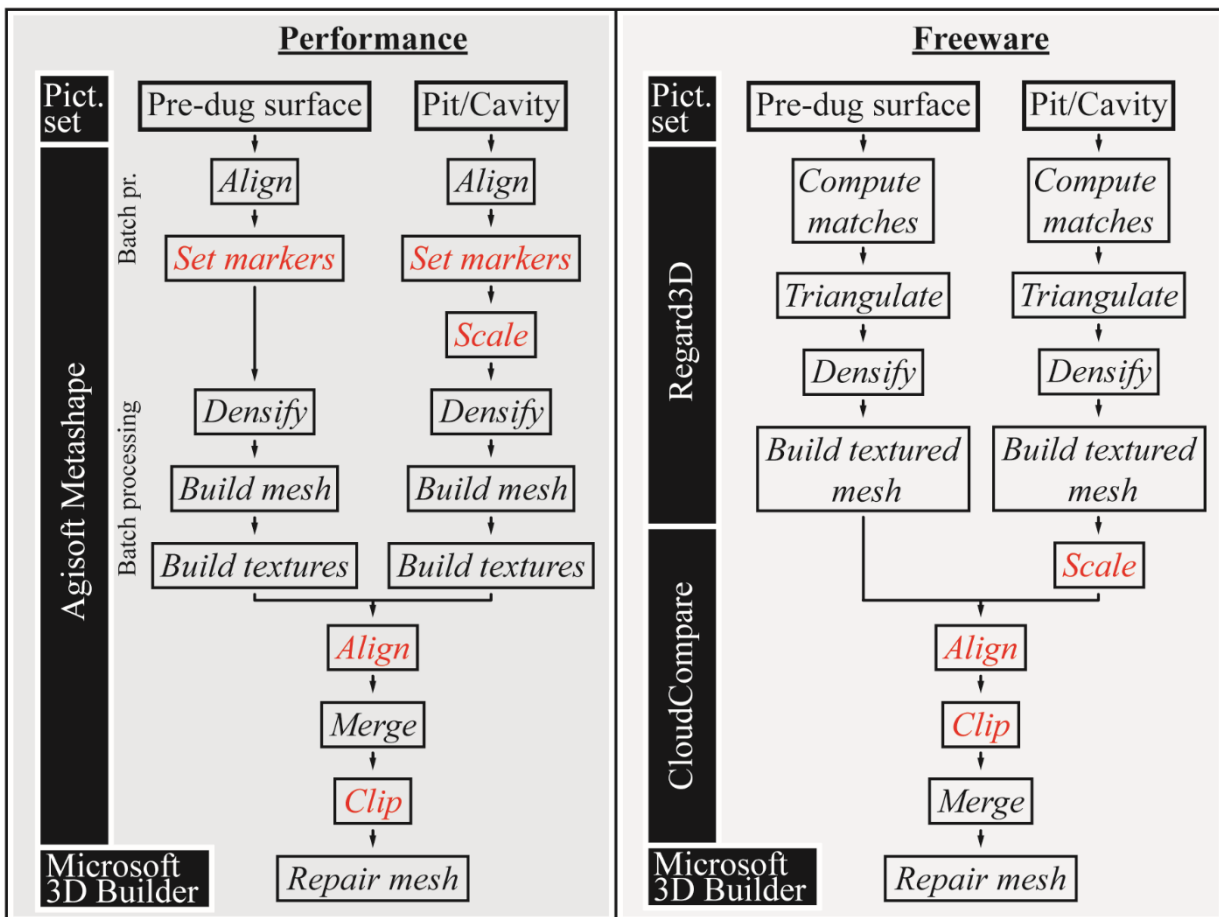 Performance
Pict.
set
Pre-dug surface
Pit/Cavity
Agisoft Metashape
Batch pr.
Align
Align
Set markers
Set markers
Scale
Batch processing
Densify
Densify
Build mesh
Build mesh
Build textures
Build textures
Align
Merge
Clip
Microsoft
3D Builder
Repair mesh
Freeware
Pict.
set
Pre-dug surface
Pit/Cavity
Regard3D
Compute
matches
Compute
matches
Triangulate
Triangulate
Densify
Densify
Build textured
mesh
Build textured
mesh
CloudCompare
Scale
Align
Clip
Merge
Microsoft
3D Builder
Repair mesh